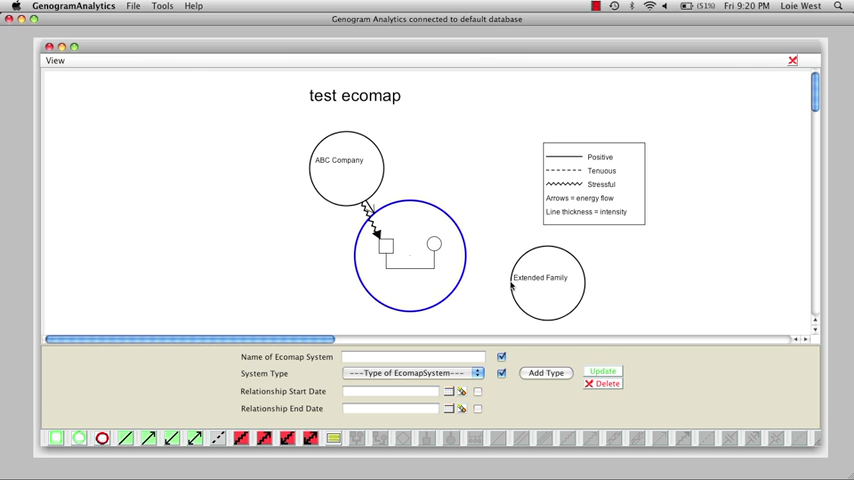 GenogramAnalytics File Tools Help (51%) Fri 9:20 PM Loie West
Genogram Analytics connected to default database
View
test ecomap
ABC Company
Positive
Tenuous
Stressful
Arrows = energy flow
Line thickness = intensity
Extended Family
Name of Ecomap System
System Type ---Type of EcomapSystem--- Add Type Update
Delete
Relationship Start Date
Relationship End Date